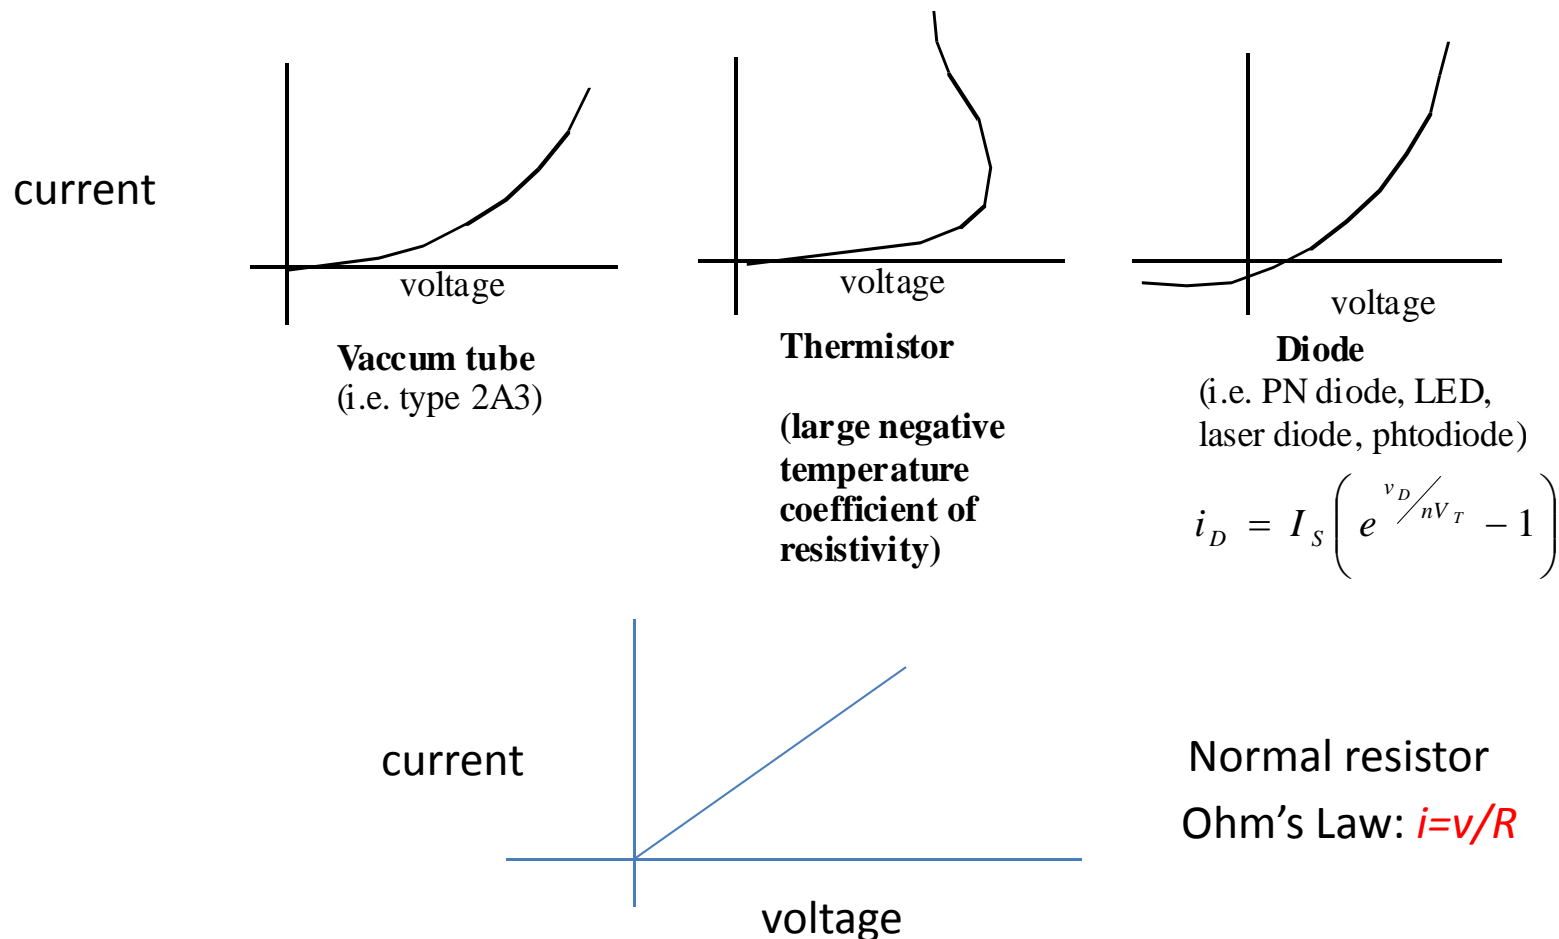 current
voltage
voltage
voltage
Vaccum tube
(i.e. type 2A3)
Thermistor
(large negative
temperature
coefficient of
resistivity)
Diode
(i.e. PN diode, LED,
laser diode, phtodiode)
i_D = I_S ( e^{v_D / nV_T} − 1 )
current
voltage
Normal resistor
Ohm’s Law: i=v/R